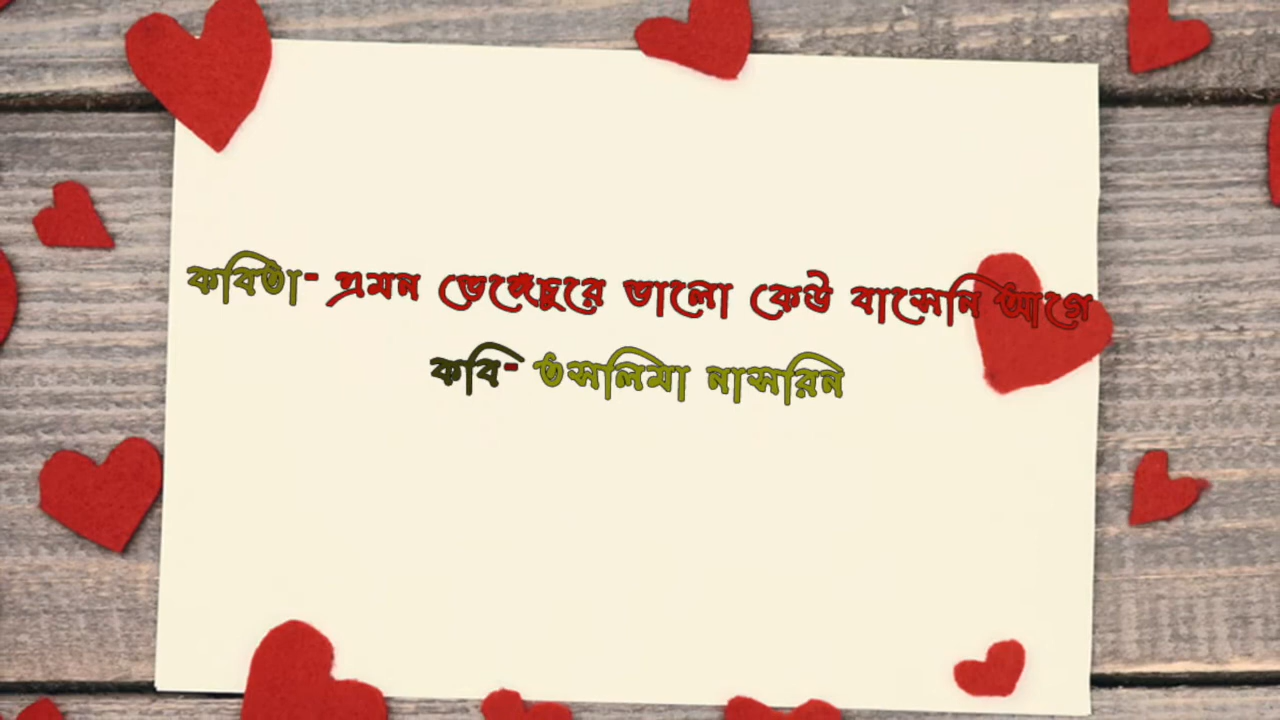 কবিতা- এমন ভেঙ্গেচুরে ভালো কেউ বাসেনি আগে
কবি- তসলিমা নাসরিন